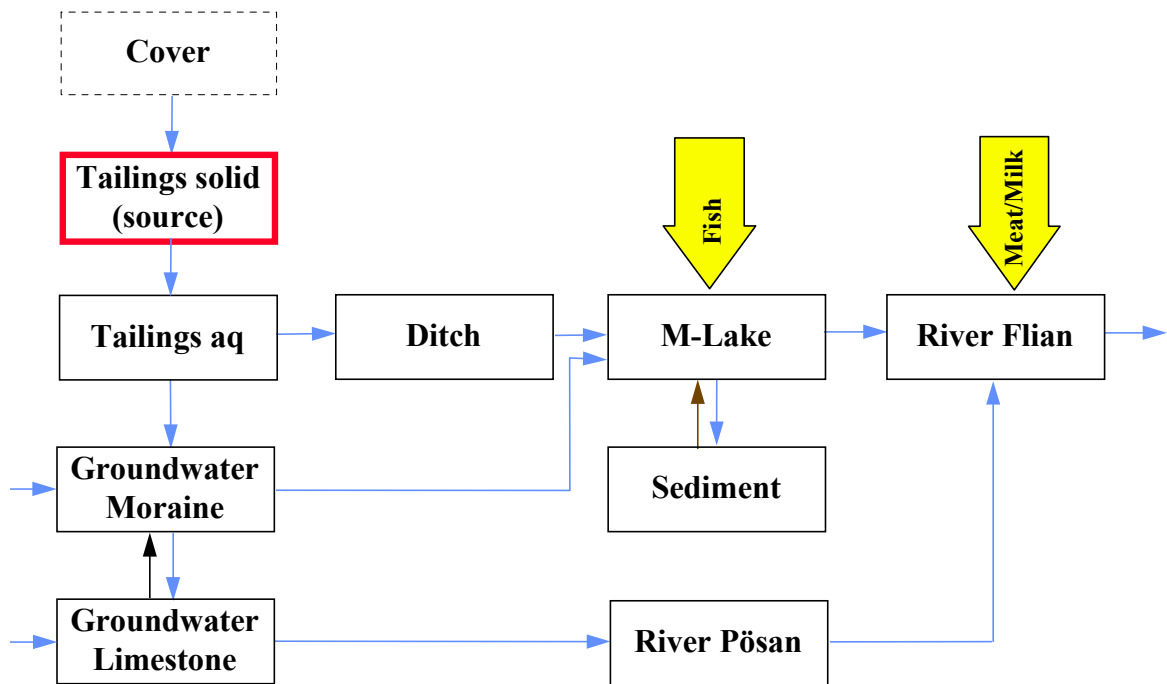 Cover
Tailings solid
(source)
Fish
Meat/Milk
Tailings aq
Ditch
M-Lake
River Flian
Groundwater
Moraine
Sediment
Groundwater
Limestone
River Pösan